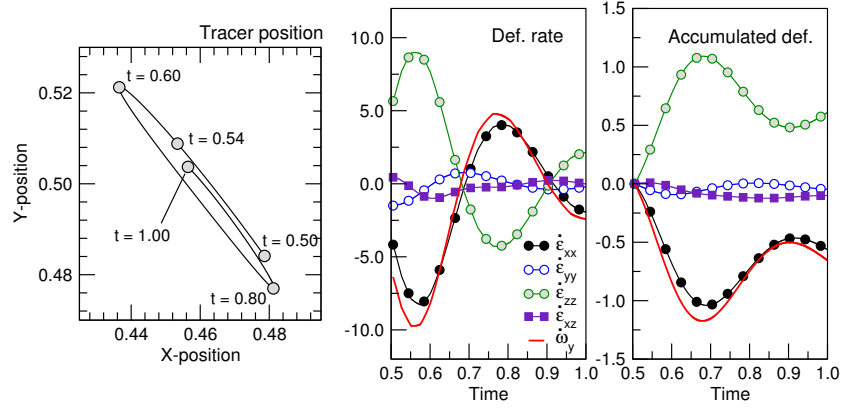 Tracer position
t = 0.60
t = 0.54
t = 1.00
t = 0.50
t = 0.80
0.52
0.50
0.48
Y-position
0.44 0.46 0.48
X-position
Def. rate
10.0
5.0
0.0
-5.0
-10.0
ε̇xx
ε̇yy
ε̇zz
ε̇xz
ω̇y
0.5 0.6 0.7 0.8 0.9 1.0
Time
Accumulated def.
1.5
1.0
0.5
0.0
-0.5
-1.0
-1.5
0.5 0.6 0.7 0.8 0.9 1.0
Time